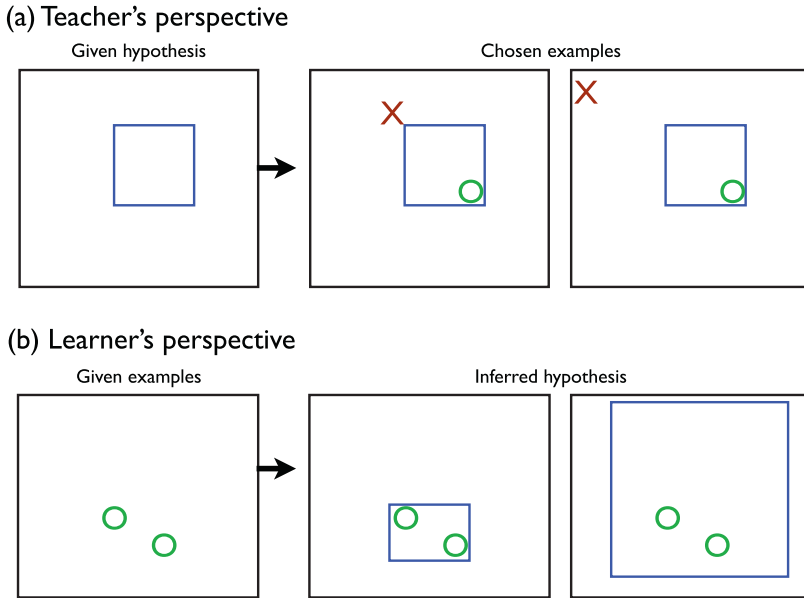 (a) Teacher's perspective
Given hypothesis
Chosen examples
(b) Learner's perspective
Given examples
Inferred hypothesis